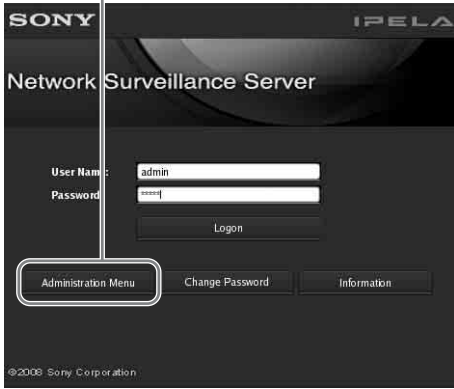 SONY
IPELA
Network Surveillance Server
User Name:
admin
Password
*****
Logon
Administration Menu
Change Password
Information
©2008 Sony Corporation